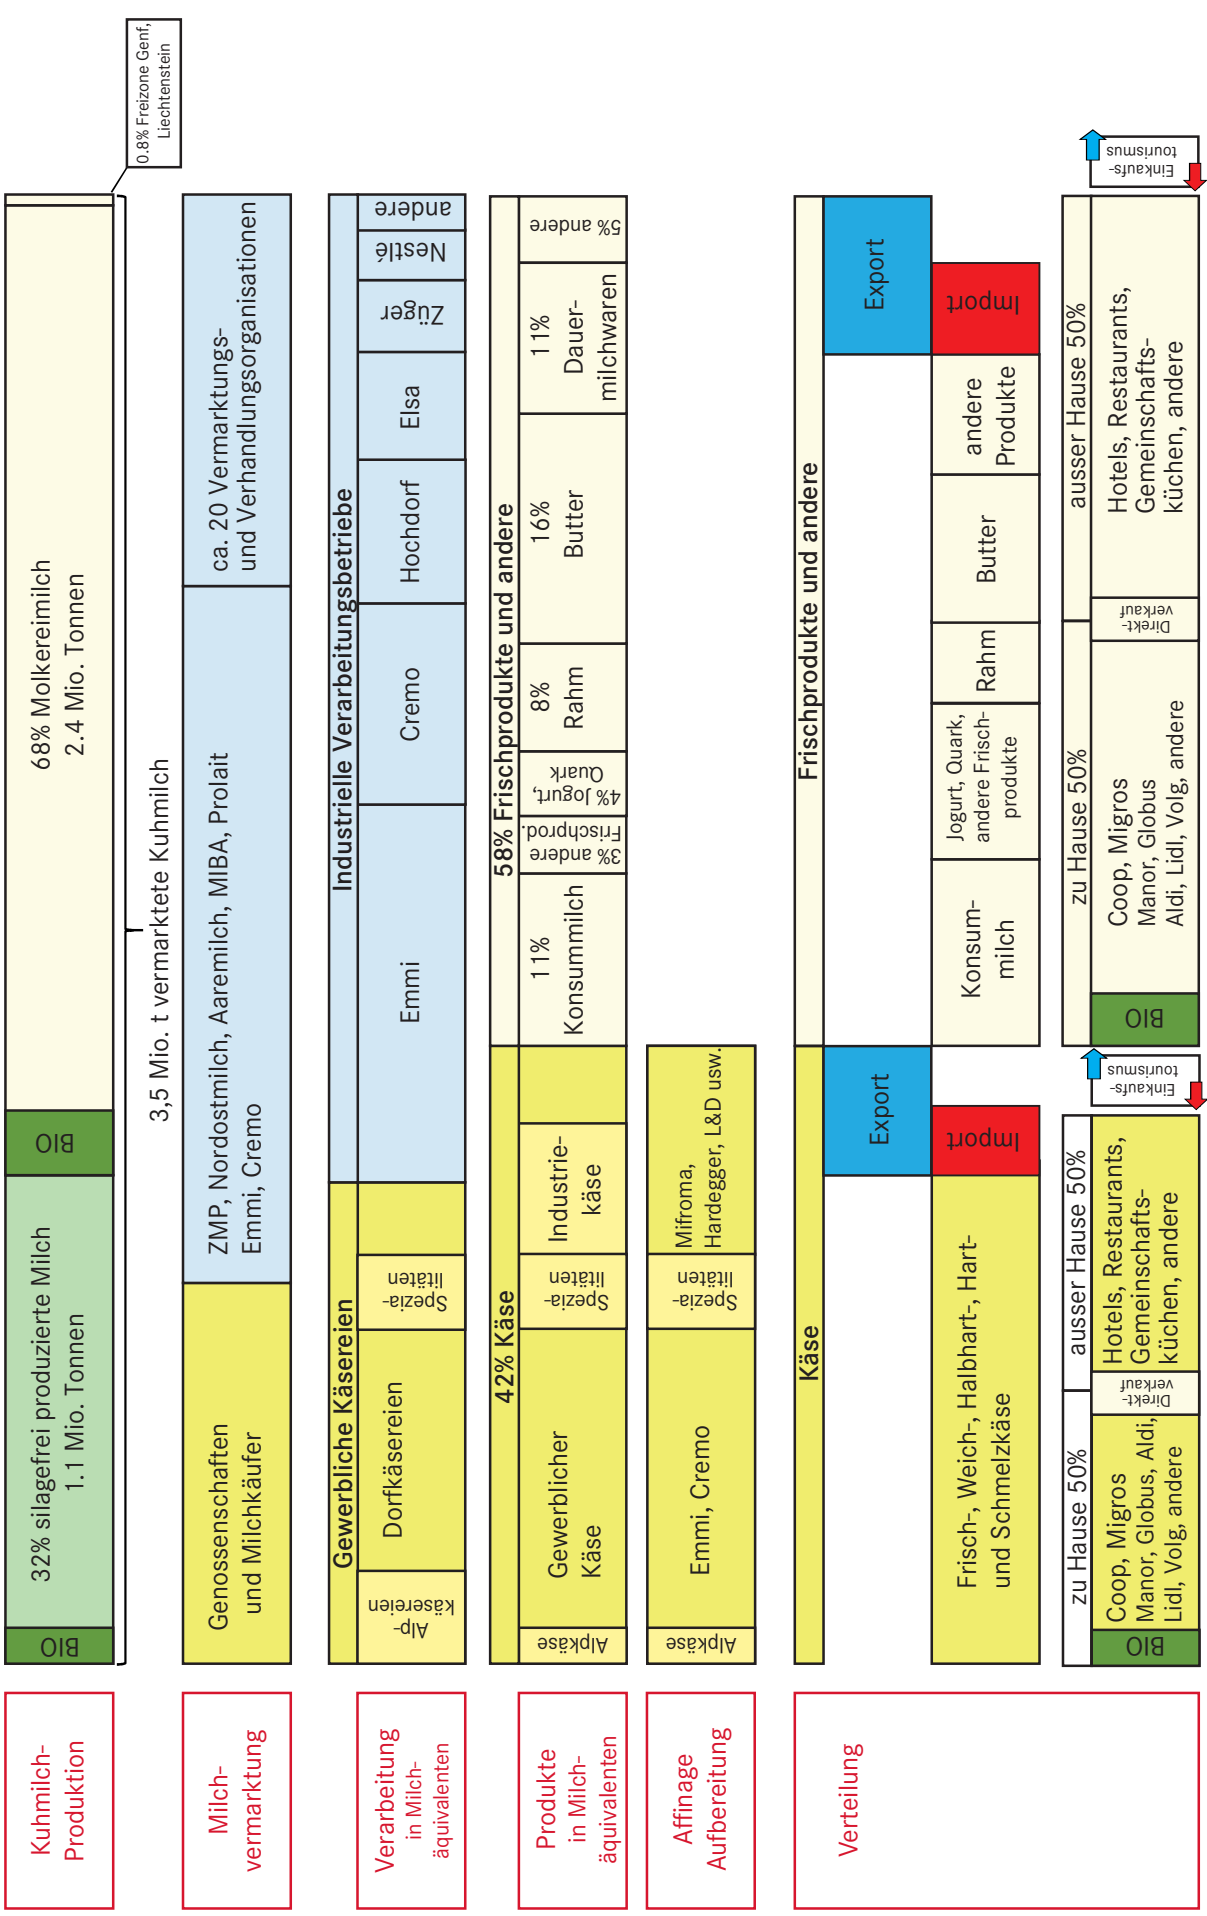 Kuhmilch-
Produktion
BIO
32% silagefrei produzierte Milch
1.1 Mio. Tonnen
BIO
68% Molkereimilch
2.4 Mio. Tonnen
0.8% Freizone Genf,
Liechtenstein
3,5 Mio. t vermarktete Kuhmilch
Milch-
vermarktung
Genossenschaften
und Milchkäufer
ZMP, Nordostmilch, Aaremilch, MIBA, Prolait
Emmi, Cremo
ca. 20 Vermarktungs-
und Verhandlungsorganisationen
Verarbeitung
in Milch-
äquivalenten
Gewerbliche Käsereien
Alp-
käsereien
Dorfkäsereien
Spezia-
litäten
Industrielle Verarbeitungsbetriebe
Emmi
Cremo
Hochdorf
Elsa
Züger
Nestlé
andere
Produkte
in Milch-
äquivalenten
42% Käse
Alpkäse
Gewerblicher
Käse
Spezia-
litäten
Industrie-
käse
58% Frischprodukte und andere
11%
Konsummilch
3% andere
Frischprod.
4% Jogurt,
Quark
8%
Rahm
16%
Butter
11%
Dauer-
milchwaren
5% andere
Affinage
Aufbereitung
Alpkäse
Emmi, Cremo
Spezia-
litäten
Mifroma,
Hardegger, L&D usw.
Verteilung
Käse
Export
Frisch-, Weich-, Halbhart-, Hart-
und Schmelzkäse
Import
zu Hause 50%
ausser Hause 50%
BIO
Coop, Migros
Manor, Globus, Aldi,
Lidl, Volg, andere
Direkt-
verkauf
Hotels, Restaurants,
Gemeinschafts-
küchen, andere
Einkaufs-
tourismus
Frischprodukte und andere
Export
Konsum-
milch
Jogurt, Quark,
andere Frisch-
produkte
Rahm
Butter
andere
Produkte
Import
zu Hause 50%
ausser Hause 50%
BIO
Coop, Migros
Manor, Globus
Aldi, Lidl, Volg, andere
Direkt-
verkauf
Hotels, Restaurants,
Gemeinschafts-
küchen, andere
Einkaufs-
tourismus